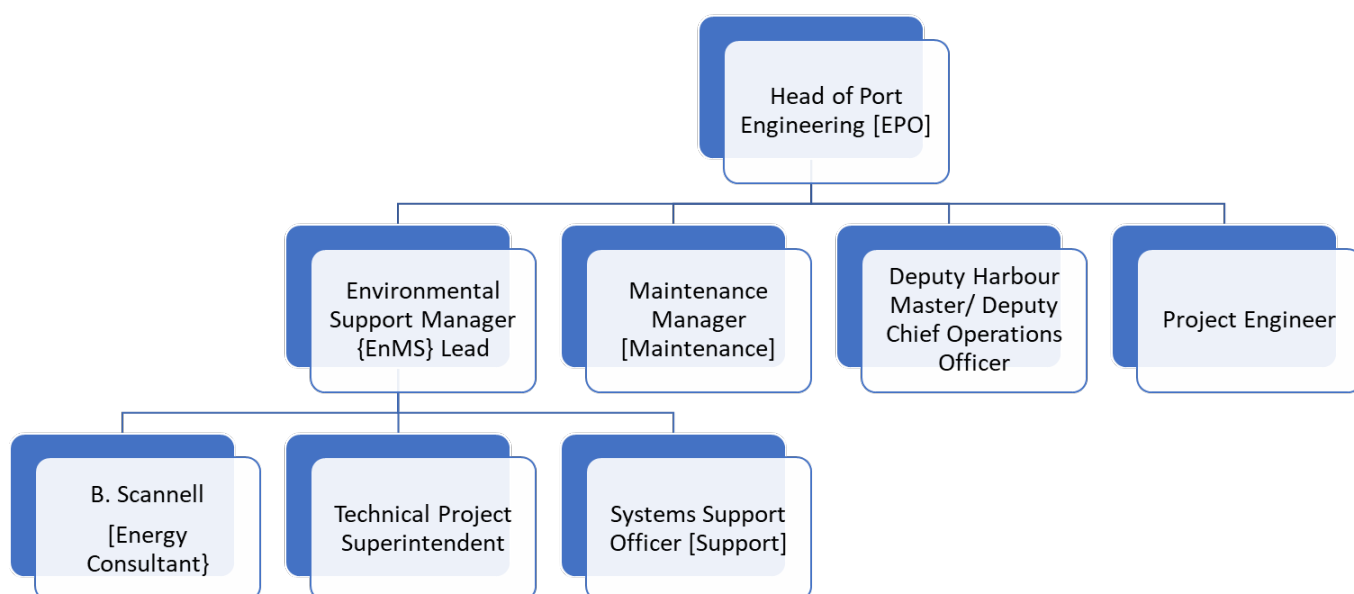 Head of Port
Engineering [EPO]
Environmental
Support Manager
{EnMS} Lead
Maintenance
Manager
[Maintenance]
Deputy Harbour
Master/ Deputy
Chief Operations
Officer
Project Engineer
B. Scannell
[Energy
Consultant}
Technical Project
Superintendent
Systems Support
Officer [Support]